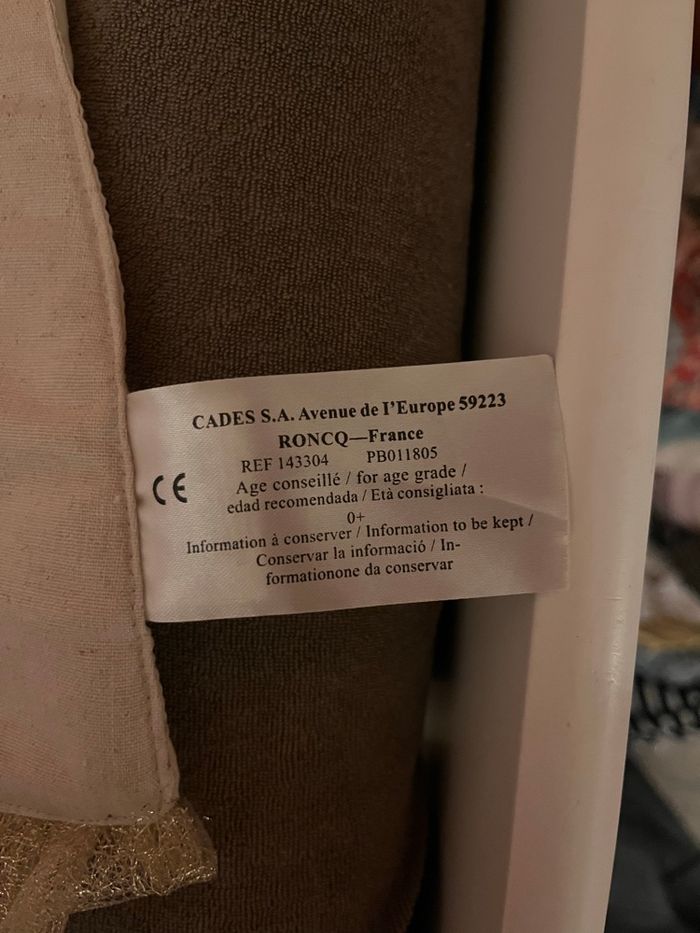 CADES S.A. Avenue de I'Europe 59223
RONCQ—France
REF 143304 PB011805
Age conseillé / for age grade /
edad recomendada / Età consigliata :
0+
Information à conserver / Information to be kept /
Conservar la informació / In-
formationone da conservar
CE